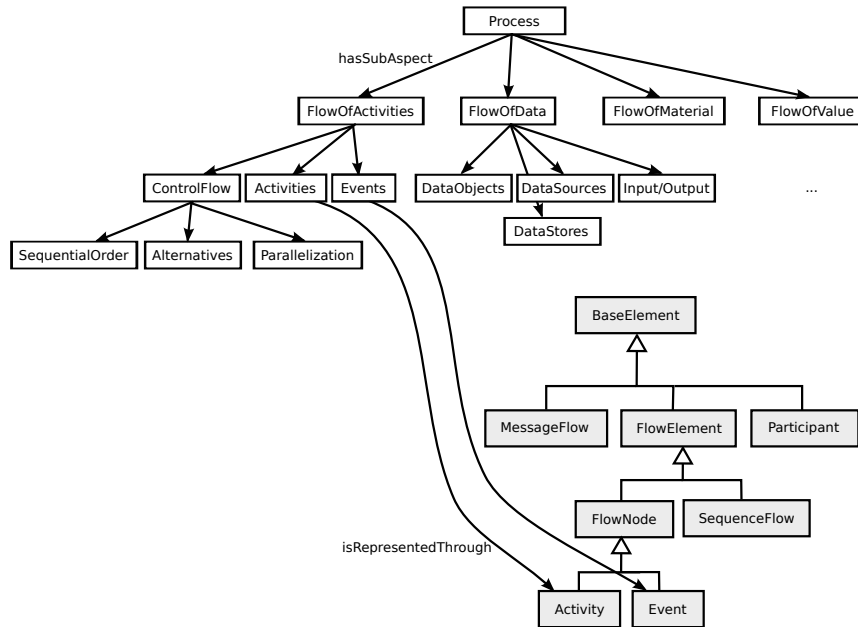 Process
hasSubAspect
FlowOfActivities
FlowOfData
FlowOfMaterial
FlowOfValue
ControlFlow
Activities
Events
DataObjects
DataSources
Input/Output
...
DataStores
SequentialOrder
Alternatives
Parallelization
BaseElement
MessageFlow
FlowElement
Participant
FlowNode
SequenceFlow
isRepresentedThrough
Activity
Event